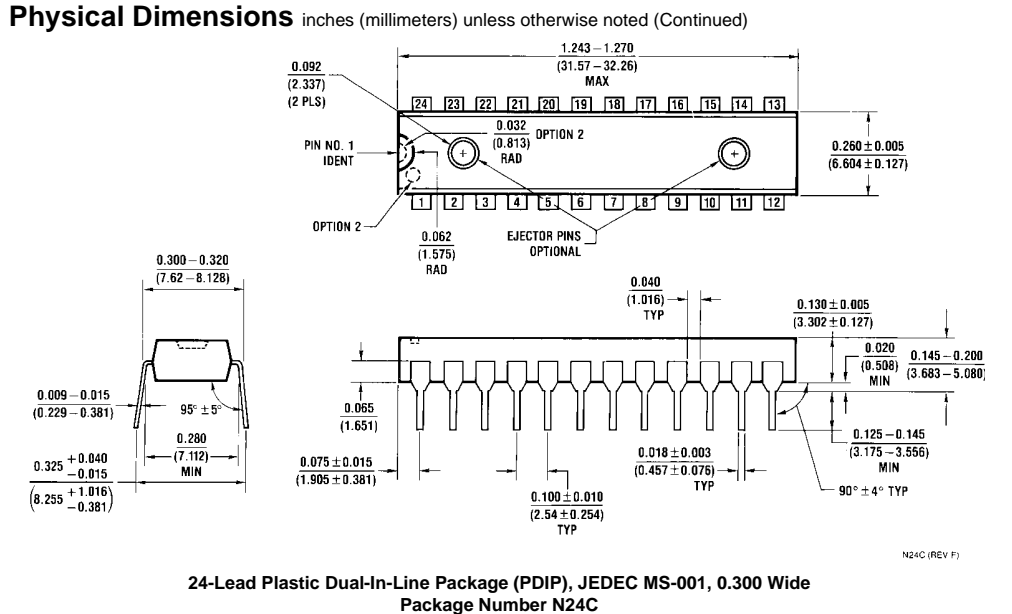 Physical Dimensions inches (millimeters) unless otherwise noted (Continued)
1.243 – 1.270
(31.57 – 32.26)
MAX
0.092
(2.337)
(2 PLS)
24 23 22 21 20 19 18 17 16 15 14 13
0.032
(0.813)
RAD
OPTION 2
PIN NO. 1
IDENT
0.260 ± 0.005
(6.604 ± 0.127)
1 2 3 4 5 6 7 8 9 10 11 12
OPTION 2
0.062
(1.575)
RAD
EJECTOR PINS
OPTIONAL
0.300 – 0.320
(7.62 – 8.128)
0.040
(1.016)
TYP
0.130 ± 0.005
(3.302 ± 0.127)
0.020
(0.508)
MIN
0.145 – 0.200
(3.683 – 5.080)
0.009 – 0.015
(0.229 – 0.381)
95° ± 5°
0.065
(1.651)
0.280
(7.112)
MIN
0.325 + 0.040 – 0.015
(8.255 + 1.016 – 0.381)
0.075 ± 0.015
(1.905 ± 0.381)
0.100 ± 0.010
(2.54 ± 0.254)
TYP
0.018 ± 0.003
(0.457 ± 0.076)
TYP
0.125 – 0.145
(3.175 – 3.556)
MIN
90° ± 4° TYP
N24C (REV F)
24-Lead Plastic Dual-In-Line Package (PDIP), JEDEC MS-001, 0.300 Wide
Package Number N24C